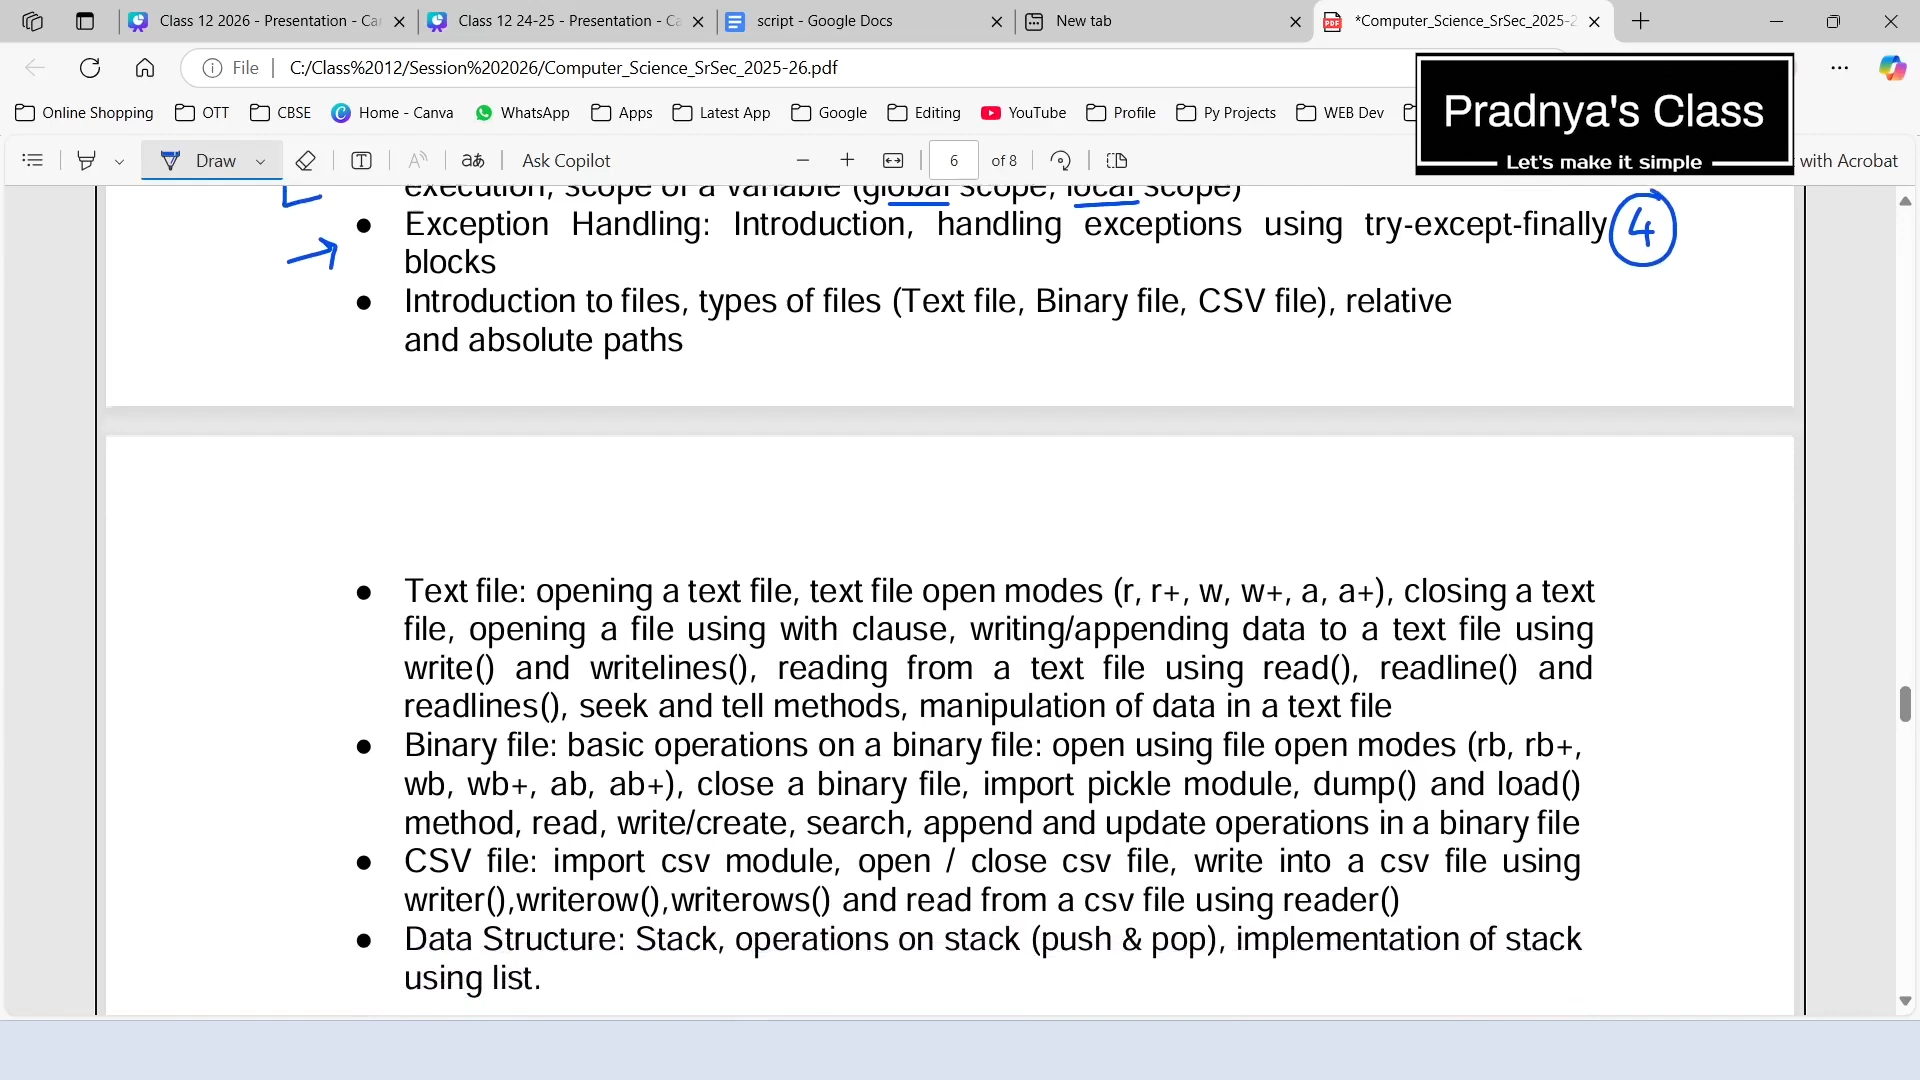 Class 12 2026 - Presentation - Ca
Class 12 24-25 - Presentation - Ca
script - Google Docs
New tab
*Computer_Science_SrSec_2025-2
File
C:/Class%2012/Session%202026/Computer_Science_SrSec_2025-26.pdf
Online Shopping
OTT
CBSE
Home - Canva
WhatsApp
Apps
Latest App
Google
Editing
YouTube
Profile
Py Projects
WEB Dev
Pradnya's Class
Let's make it simple
Draw
Ask Copilot
6 of 8
with Acrobat
execution, scope of a variable (global scope, local scope)
● Exception Handling: Introduction, handling exceptions using try-except-finally 4
blocks
● Introduction to files, types of files (Text file, Binary file, CSV file), relative
and absolute paths
● Text file: opening a text file, text file open modes (r, r+, w, w+, a, a+), closing a text
file, opening a file using with clause, writing/appending data to a text file using
write() and writelines(), reading from a text file using read(), readline() and
readlines(), seek and tell methods, manipulation of data in a text file
● Binary file: basic operations on a binary file: open using file open modes (rb, rb+,
wb, wb+, ab, ab+), close a binary file, import pickle module, dump() and load()
method, read, write/create, search, append and update operations in a binary file
● CSV file: import csv module, open / close csv file, write into a csv file using
writer(),writerow(),writerows() and read from a csv file using reader()
● Data Structure: Stack, operations on stack (push & pop), implementation of stack
using list.